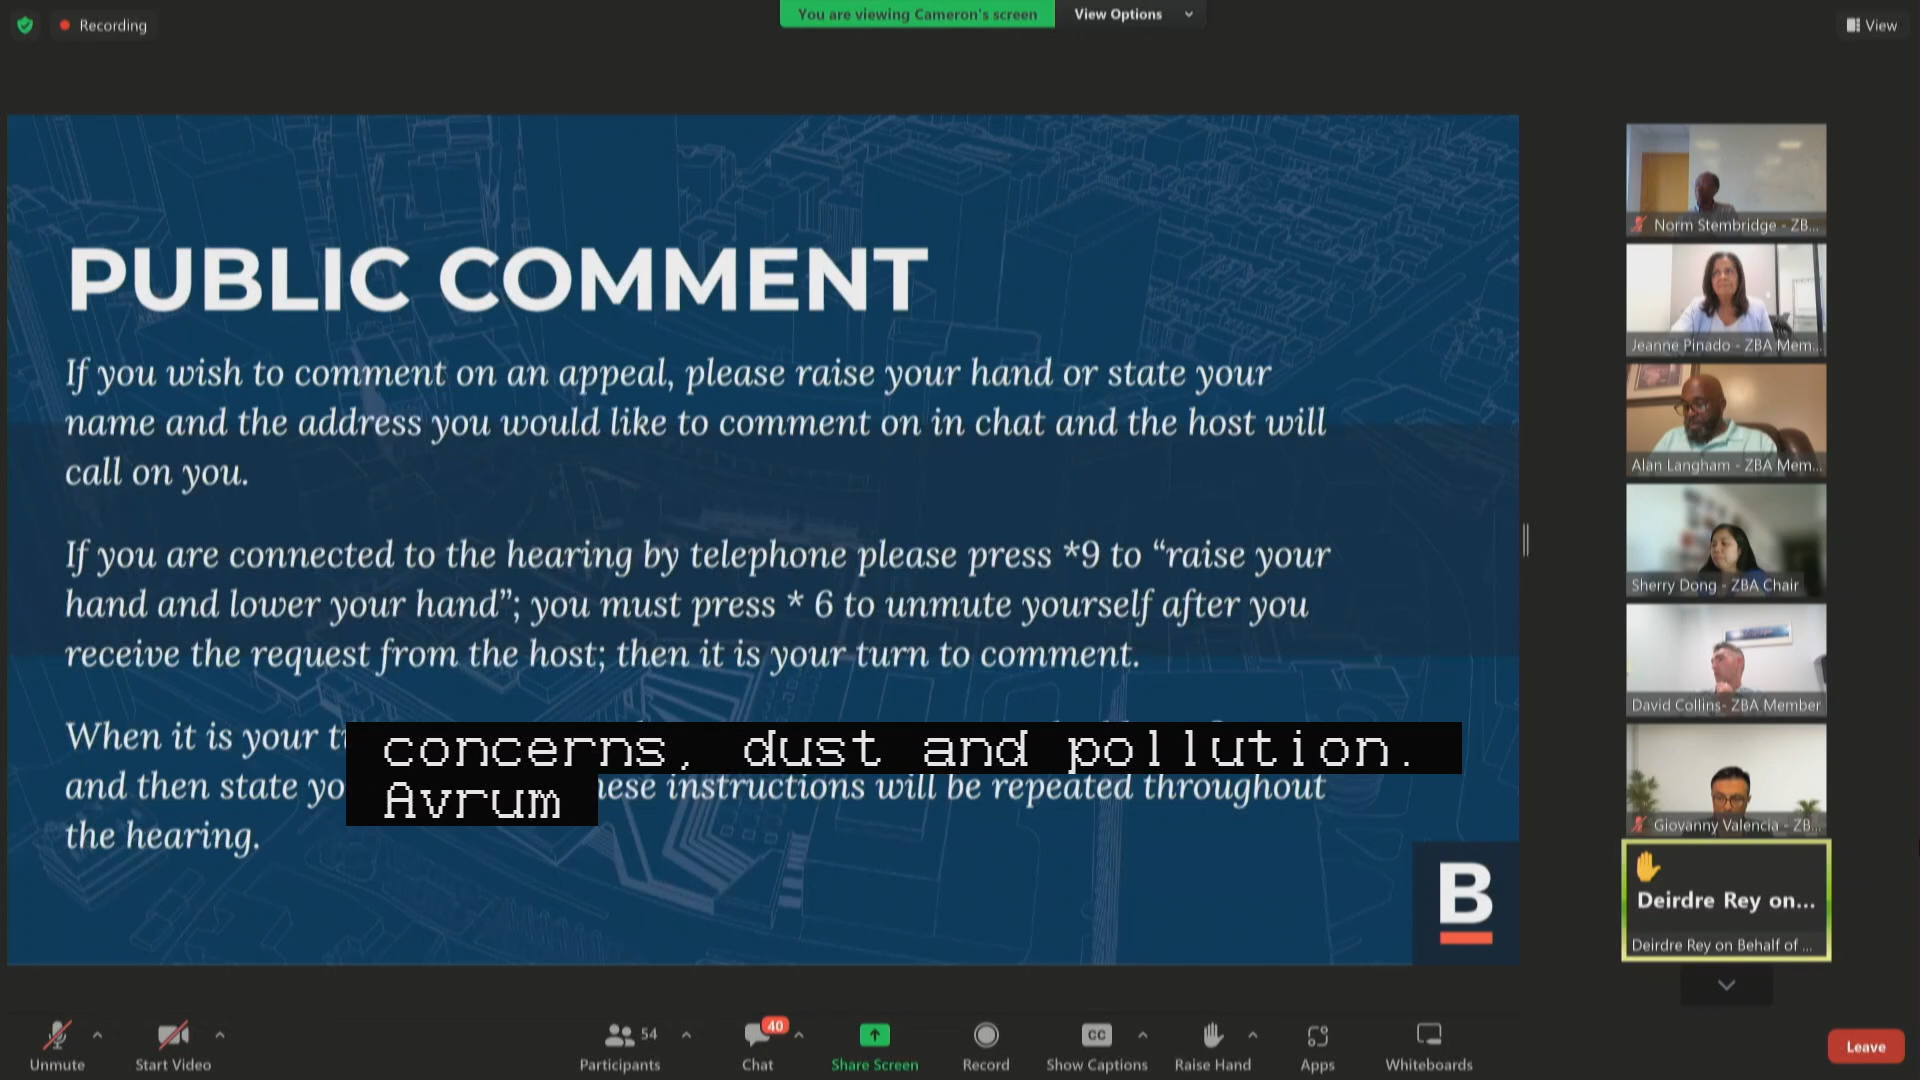 Recording
You are viewing Cameron's screen
View Options
View
PUBLIC COMMENT
If you wish to comment on an appeal, please raise your hand or state your
name and the address you would like to comment on in chat and the host will
call on you.
If you are connected to the hearing by telephone please press *9 to “raise your
hand and lower your hand”; you must press * 6 to unmute yourself after you
receive the request from the host; then it is your turn to comment.
When it is your
and then state instructions will be repeated throughout
the hearing.
concerns, dust and pollution.
Avrum
B
Norm Stembridge - ZB...
Jeanne Pinado - ZBA Mem...
Alan Langham - ZBA Mem...
Sherry Dong - ZBA Chair
David Collins- ZBA Member
Giovanny Valencia - ZB...
Deirdre Rey on...
Deirdre Rey on Behalf of ...
Unmute
Start Video
54
Participants
40
Chat
Share Screen
Record
CC
Show Captions
Raise Hand
Apps
Whiteboards
Leave